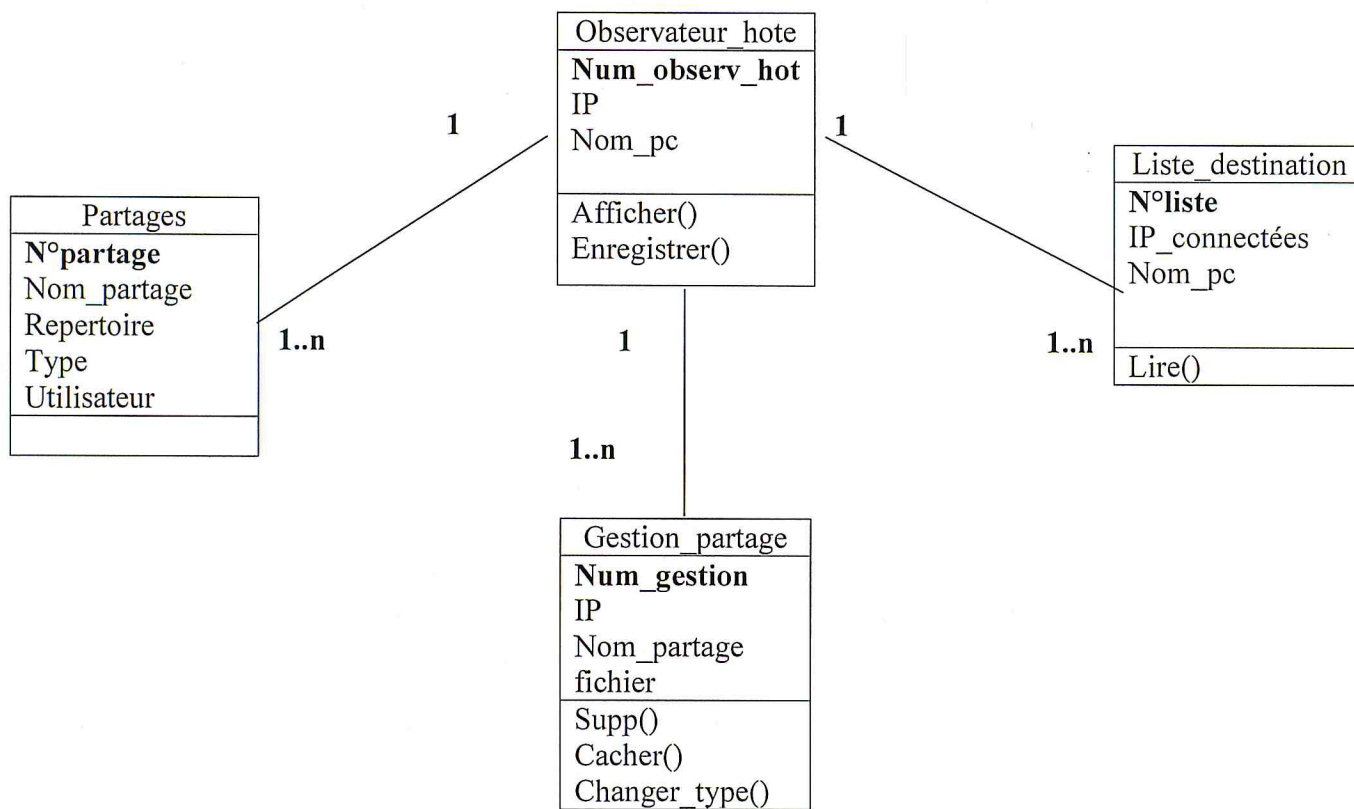 Observateur_hote
Num_observ_hot
IP
Nom_pc
Afficher()
Enregistrer()
1
1
1
Partages
N°partage
Nom_partage
Repertoire
Type
Utilisateur
1..n
Liste_destination
N°liste
IP_connectées
Nom_pc
Lire()
1..n
1..n
Gestion_partage
Num_gestion
IP
Nom_partage
fichier
Supp()
Cacher()
Changer_type()